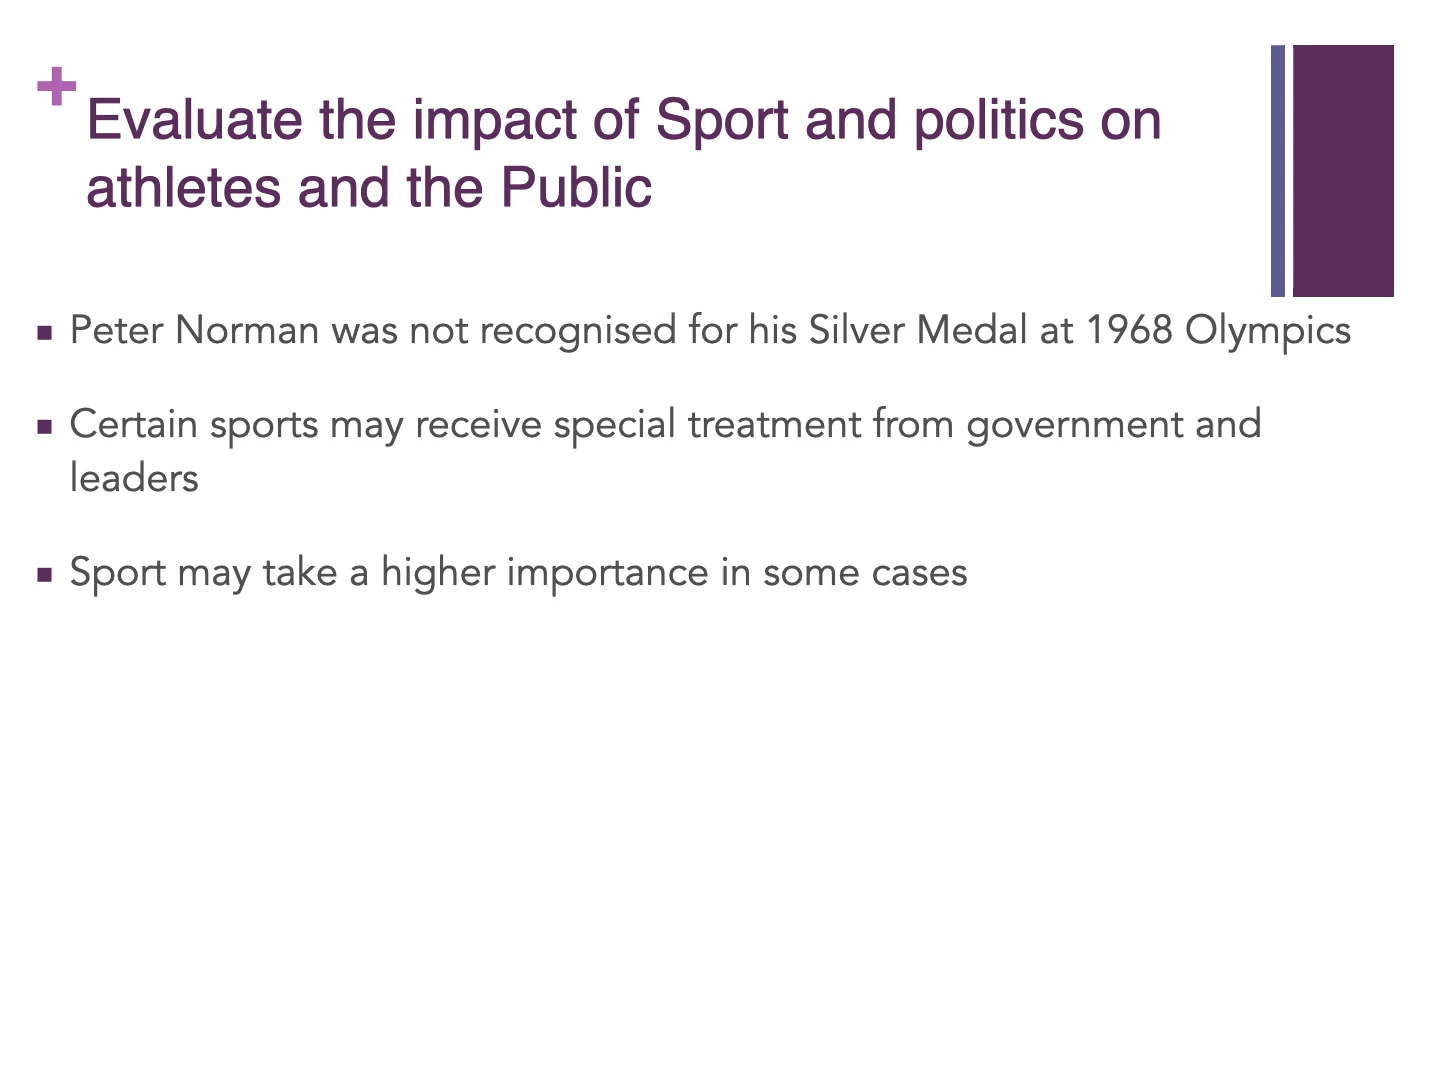 Evaluate the impact of Sport and politics on
athletes and the Public
Peter Norman was not recognised for his Silver Medal at 1968 Olympics
Certain sports may receive special treatment from government and
leaders
Sport may take a higher importance in some cases